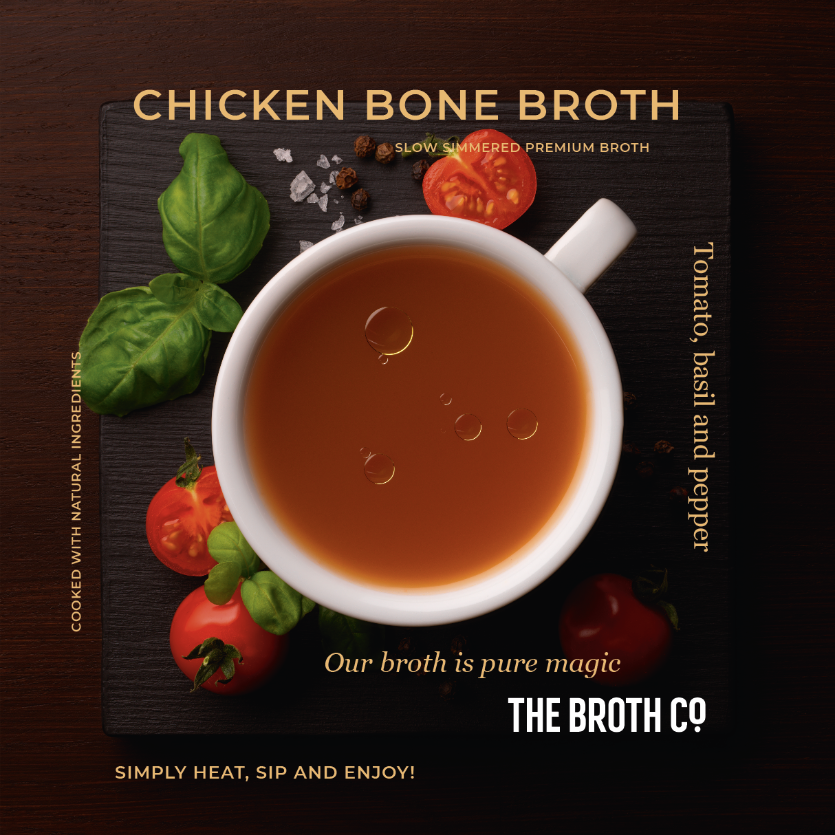 CHICKEN BONE BROTH
SLOW SIMMERED PREMIUM BROTH
Tomato, basil and pepper
COOKED WITH NATURAL INGREDIENTS
Our broth is pure magic
THE BROTH CO
SIMPLY HEAT, SIP AND ENJOY!